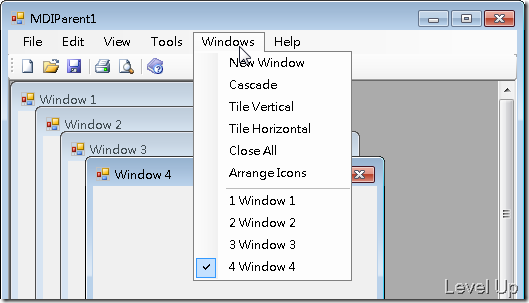 MDIParent1
File Edit View Tools Windows Help
New Window
Cascade
Tile Vertical
Tile Horizontal
Close All
Arrange Icons
1 Window 1
2 Window 2
3 Window 3
4 Window 4
Window 1
Window 2
Window 3
Window 4
Level Up